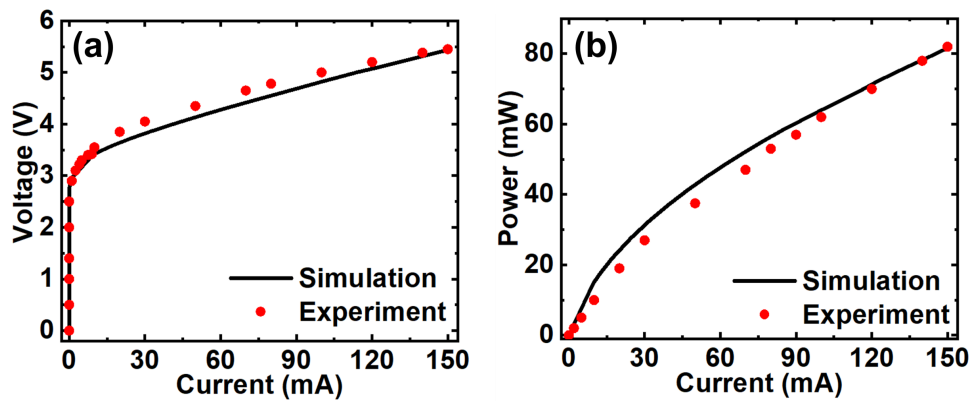 (a)
Voltage (V)
6
5
4
3
2
1
0
0 30 60 90 120 150
Current (mA)
Simulation
Experiment
(b)
Power (mW)
80
60
40
20
0
0 30 60 90 120 150
Current (mA)
Simulation
Experiment